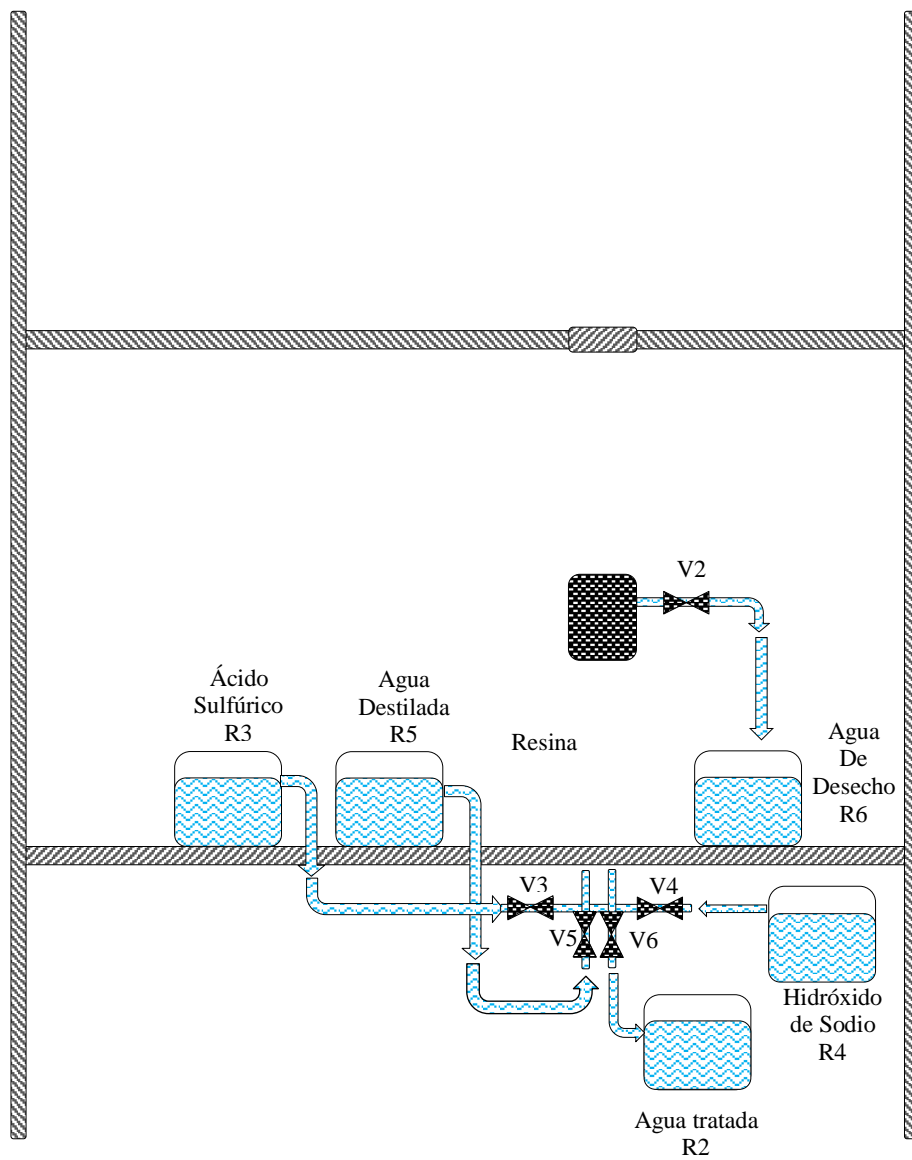 V2
Ácido
Sulfúrico
R3
Agua
Destilada
R5
Resina
Agua
De
Desecho
R6
V3
V4
V5
V6
Hidróxido
de Sodio
R4
Agua tratada
R2